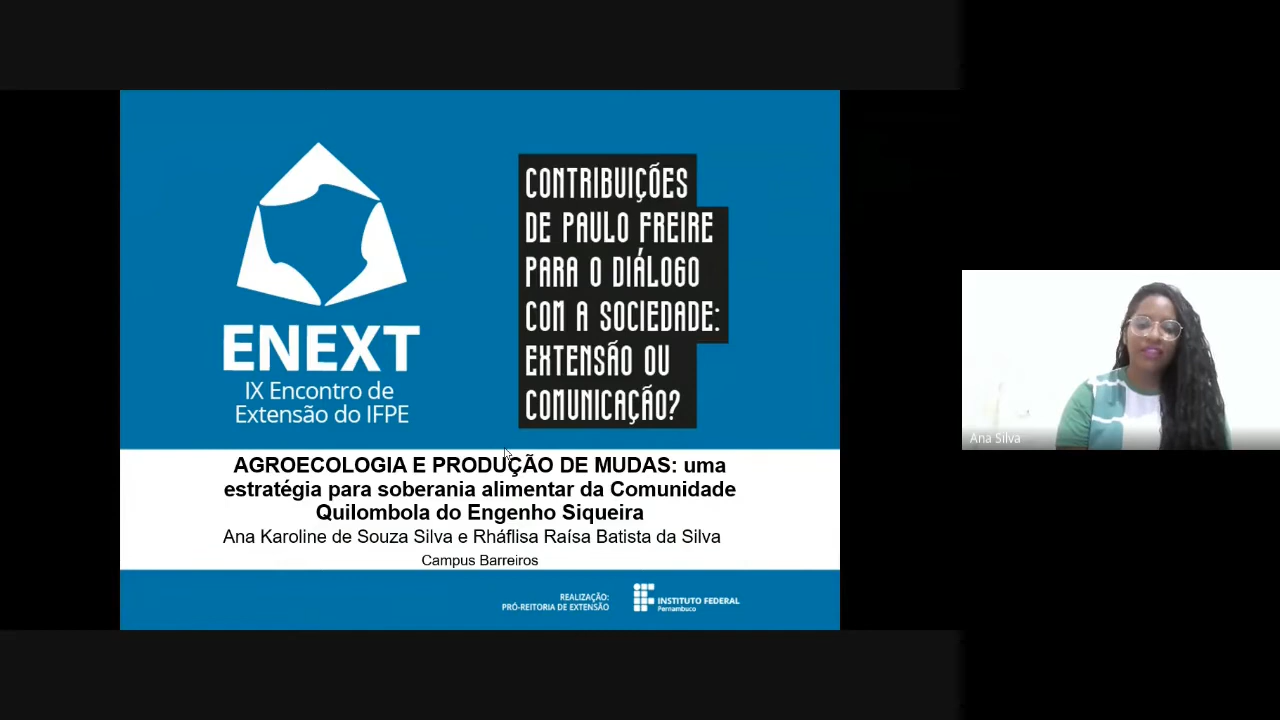 CONTRIBUIÇÕES
DE PAULO FREIRE
PARA O DIÁLOGO
COM A SOCIEDADE:
EXTENSÃO OU
COMUNICAÇÃO?
ENEXT
IX Encontro de
Extensão do IFPE
Ana Silva
AGROECOLOGIA E PRODUÇÃO DE MUDAS: uma
estratégia para soberania alimentar da Comunidade
Quilombola do Engenho Siqueira
Ana Karoline de Souza Silva e Rháflisa Raísa Batista da Silva
Campus Barreiros
REALIZAÇÃO:
PRÓ-REITORIA DE EXTENSÃO
INSTITUTO FEDERAL
Pernambuco